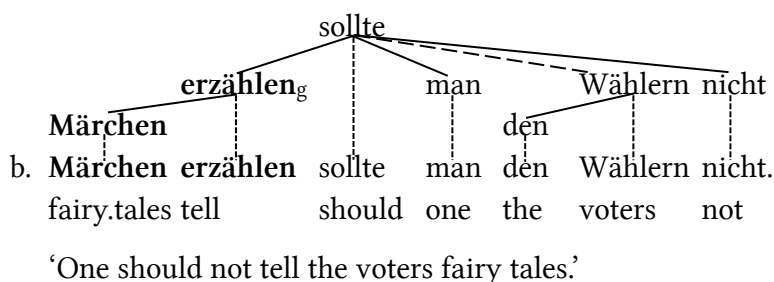 sollte
erzähleng man Wählern nicht
Märchen den
b. Märchen erzählen sollte man den Wählern nicht.
fairy.tales tell should one the voters not
‘One should not tell the voters fairy tales.’